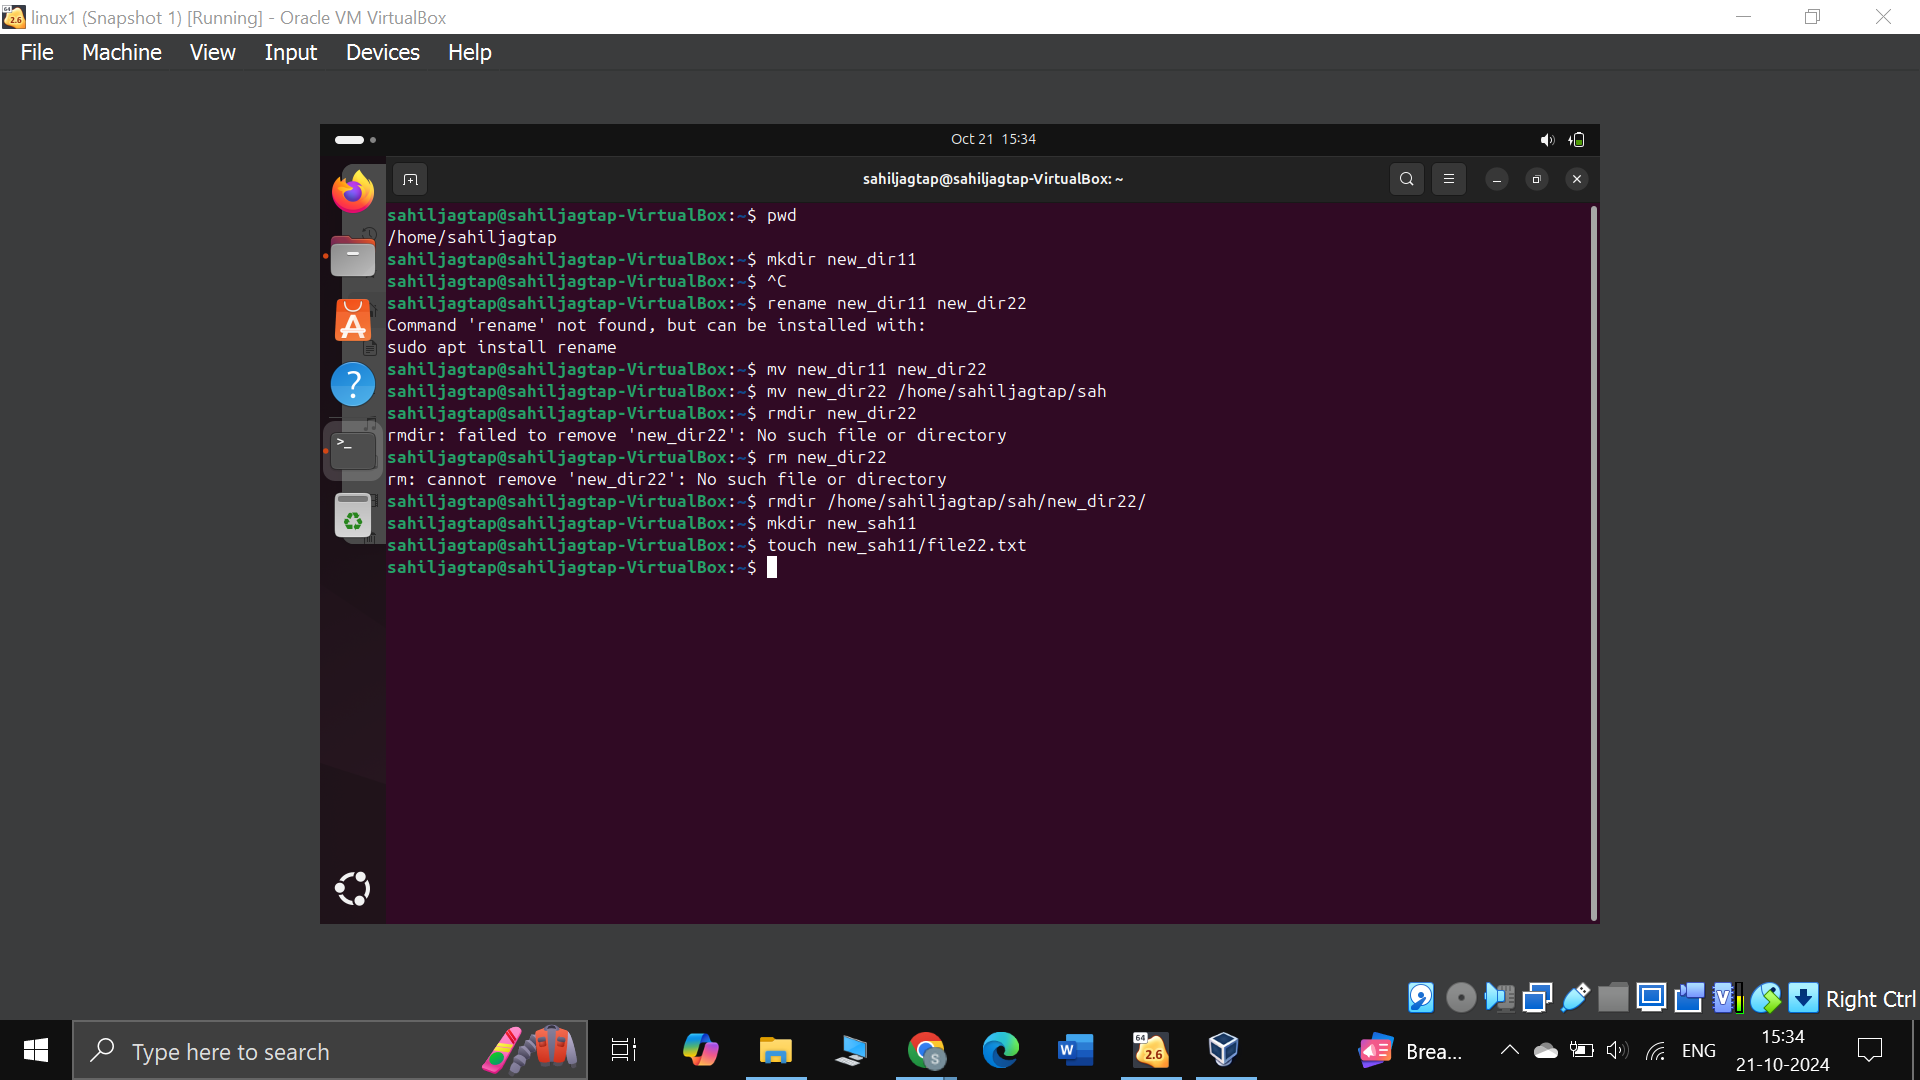 linux1 (Snapshot 1) [Running] - Oracle VM VirtualBox
File Machine View Input Devices Help
Oct 21 15:34
sahiljagtap@sahiljagtap-VirtualBox: ~
sahiljagtap@sahiljagtap-VirtualBox:~$ pwd
/home/sahiljagtap
sahiljagtap@sahiljagtap-VirtualBox:~$ mkdir new_dir11
sahiljagtap@sahiljagtap-VirtualBox:~$ ^C
sahiljagtap@sahiljagtap-VirtualBox:~$ rename new_dir11 new_dir22
Command 'rename' not found, but can be installed with:
sudo apt install rename
sahiljagtap@sahiljagtap-VirtualBox:~$ mv new_dir11 new_dir22
sahiljagtap@sahiljagtap-VirtualBox:~$ mv new_dir22 /home/sahiljagtap/sah
sahiljagtap@sahiljagtap-VirtualBox:~$ rmdir new_dir22
rmdir: failed to remove 'new_dir22': No such file or directory
sahiljagtap@sahiljagtap-VirtualBox:~$ rm new_dir22
rm: cannot remove 'new_dir22': No such file or directory
sahiljagtap@sahiljagtap-VirtualBox:~$ rmdir /home/sahiljagtap/sah/new_dir22/
sahiljagtap@sahiljagtap-VirtualBox:~$ mkdir new_sah11
sahiljagtap@sahiljagtap-VirtualBox:~$ touch new_sah11/file22.txt
sahiljagtap@sahiljagtap-VirtualBox:~$
Right Ctrl
Type here to search
64
2.6
Brea...
ENG
15:34
21-10-2024